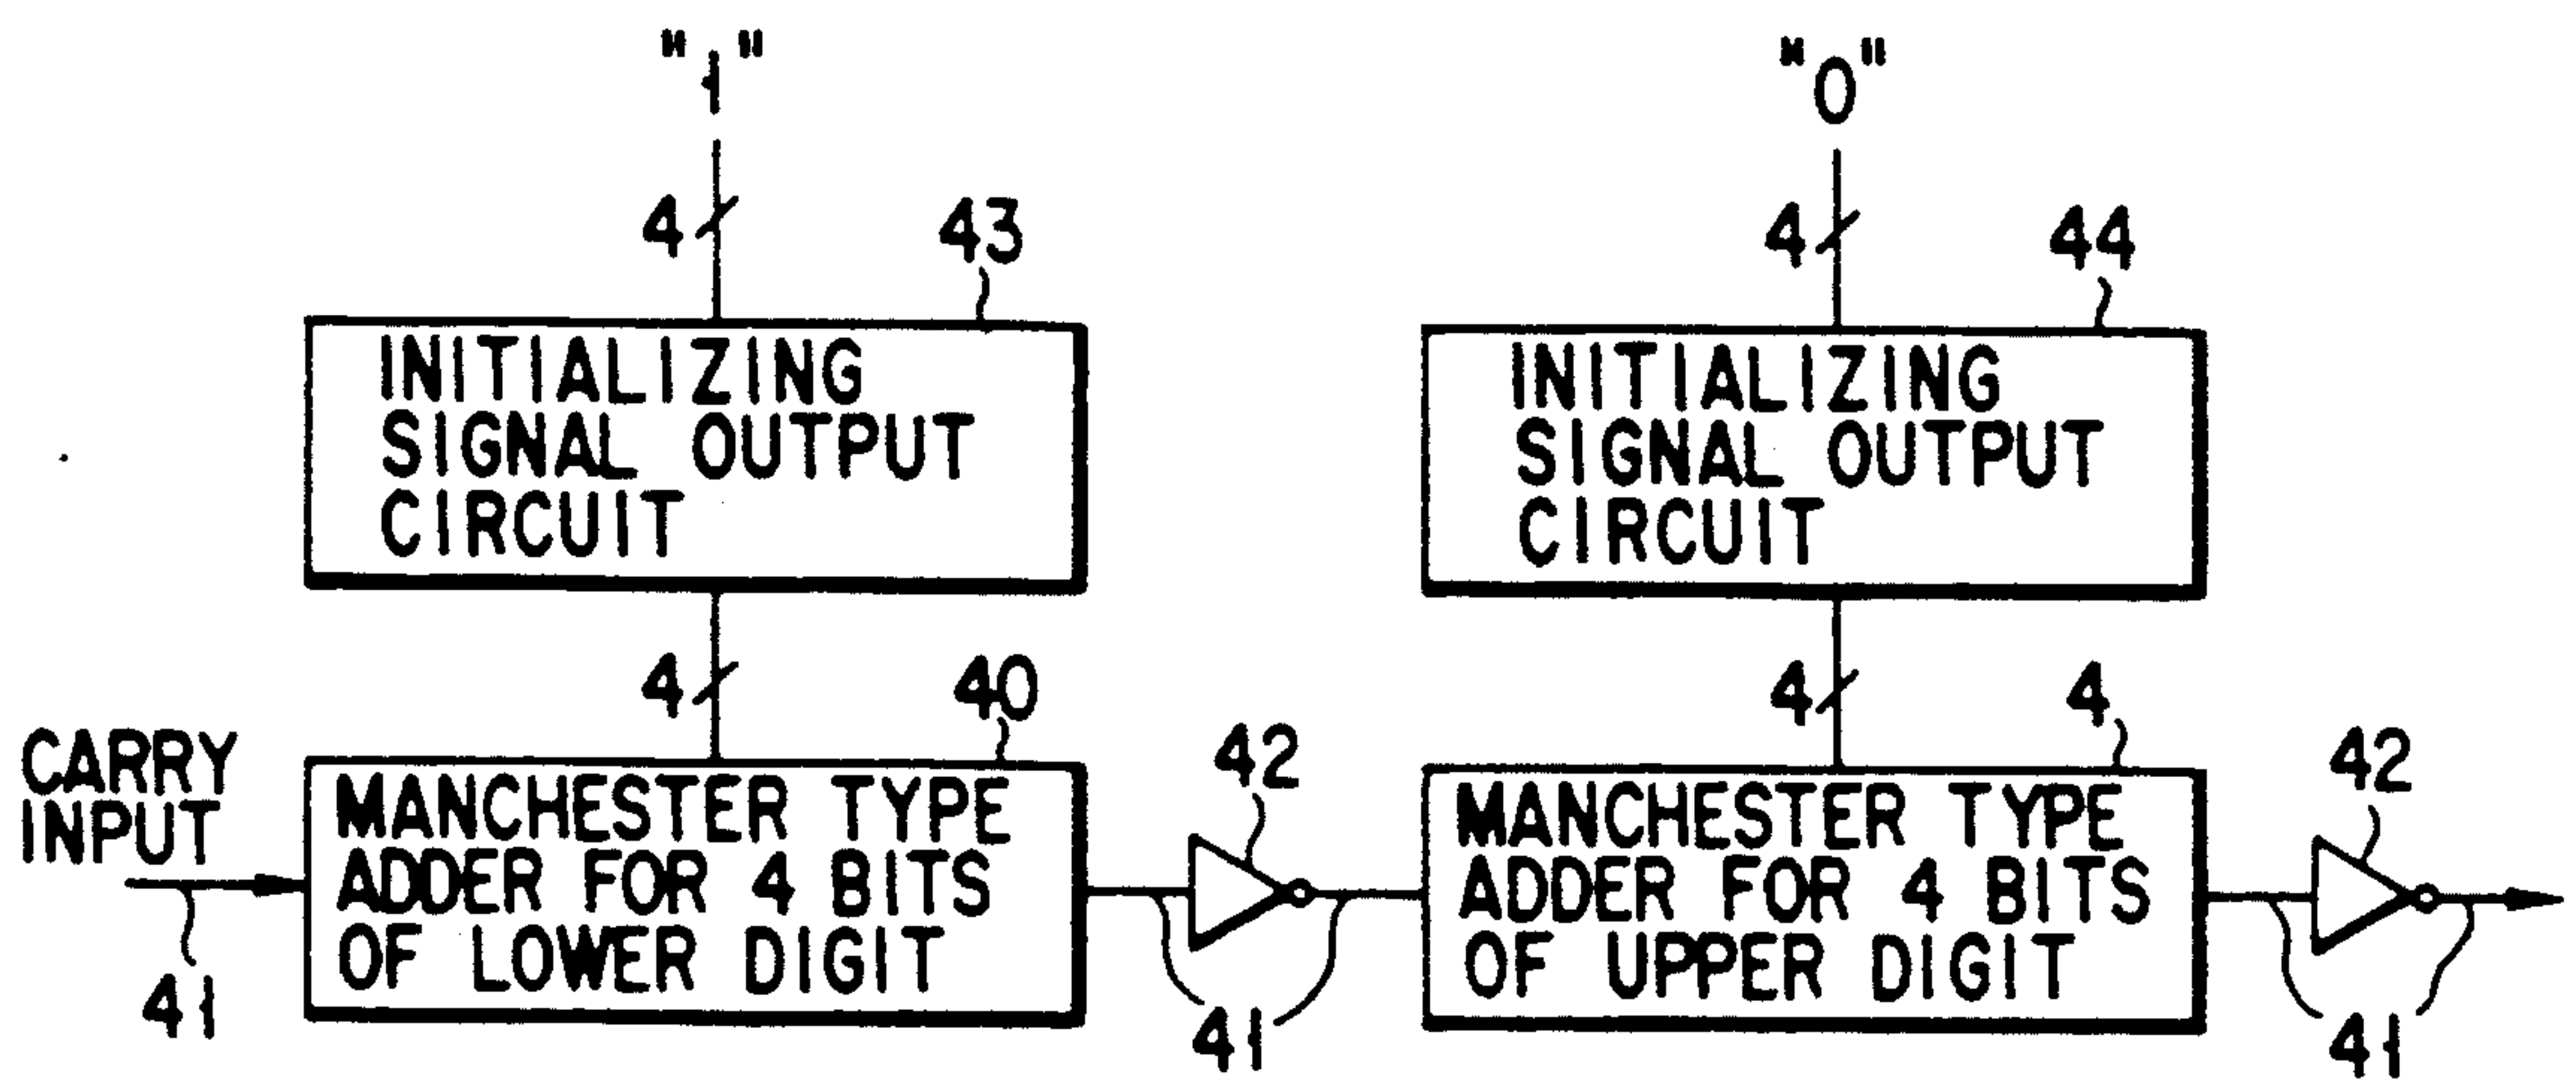 "1"
"0"
4
43
4
44
INITIALIZING
SIGNAL OUTPUT
CIRCUIT
INITIALIZING
SIGNAL OUTPUT
CIRCUIT
4
40
4
4
CARRY
INPUT
41
MANCHESTER TYPE
ADDER FOR 4 BITS
OF LOWER DIGIT
42
41
MANCHESTER TYPE
ADDER FOR 4 BITS
OF UPPER DIGIT
42
41